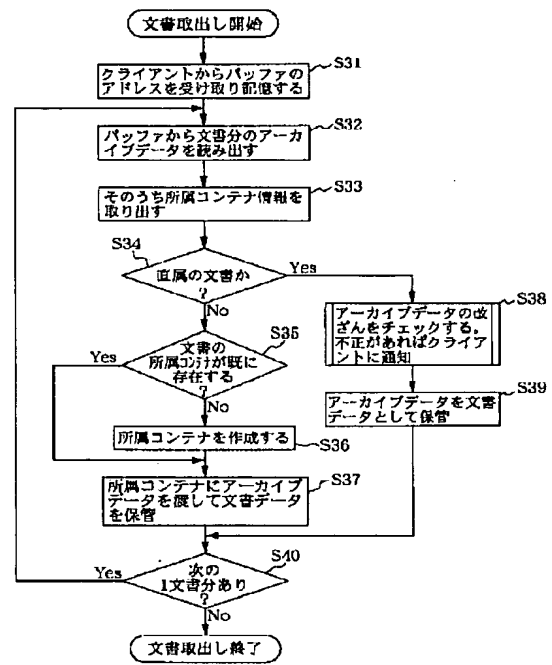 文書取出し開始
S31
クライアントからバッファの
アドレスを受け取り記憶する
S32
バッファから文書分のアーカ
イブデータを読み出す
S33
そのうち所属コンテナ情報を
取り出す
S34
直属の文書か
?
Yes
No
S38
アーカイブデータの改
ざんをチェックする。
不正があればクライア
ントに通知
S35
文書の
所属コンテナが既に
存在する
?
Yes
No
S39
アーカイブデータを文書
データとして保管
所属コンテナを作成する
S36
S37
所属コンテナにアーカイブ
データを渡して文書データ
を保管
S40
次の
1文書分あり
?
Yes
No
文書取出し終了